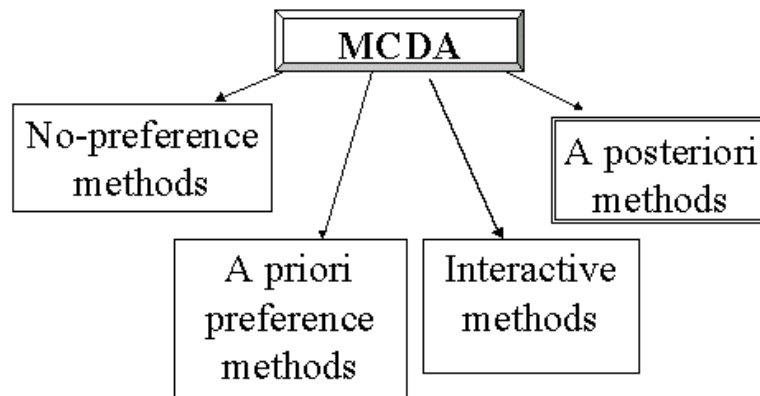 MCDA
No-preference
methods
A posteriori
methods
A priori
preference
methods
Interactive
methods